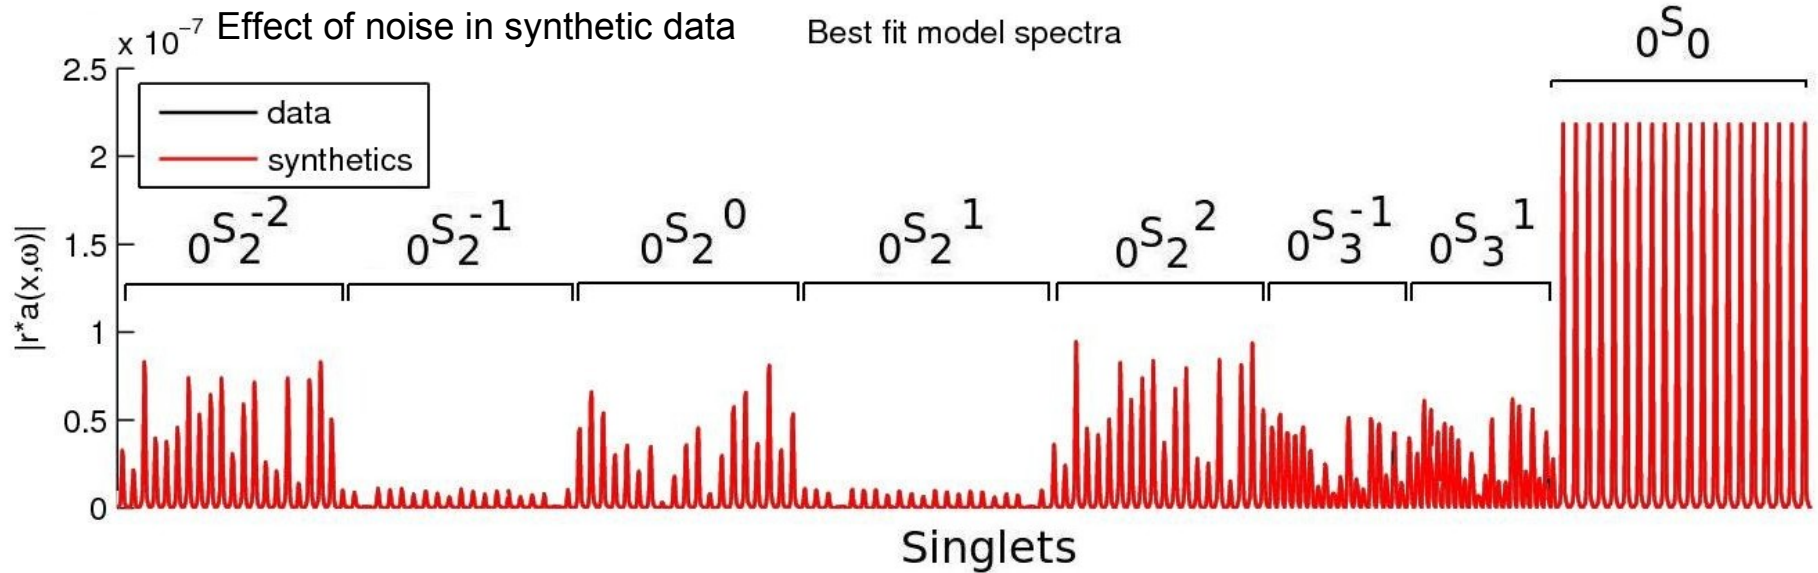 Effect of noise in synthetic data
Best fit model spectra
x 10⁻⁷
2.5
2
1.5
1
0.5
0
|r*a(x,ω)|
data
synthetics
₀S₂⁻²
₀S₂⁻¹
₀S₂⁰
₀S₂¹
₀S₂²
₀S₃⁻¹
₀S₃¹
₀S₀
Singlets